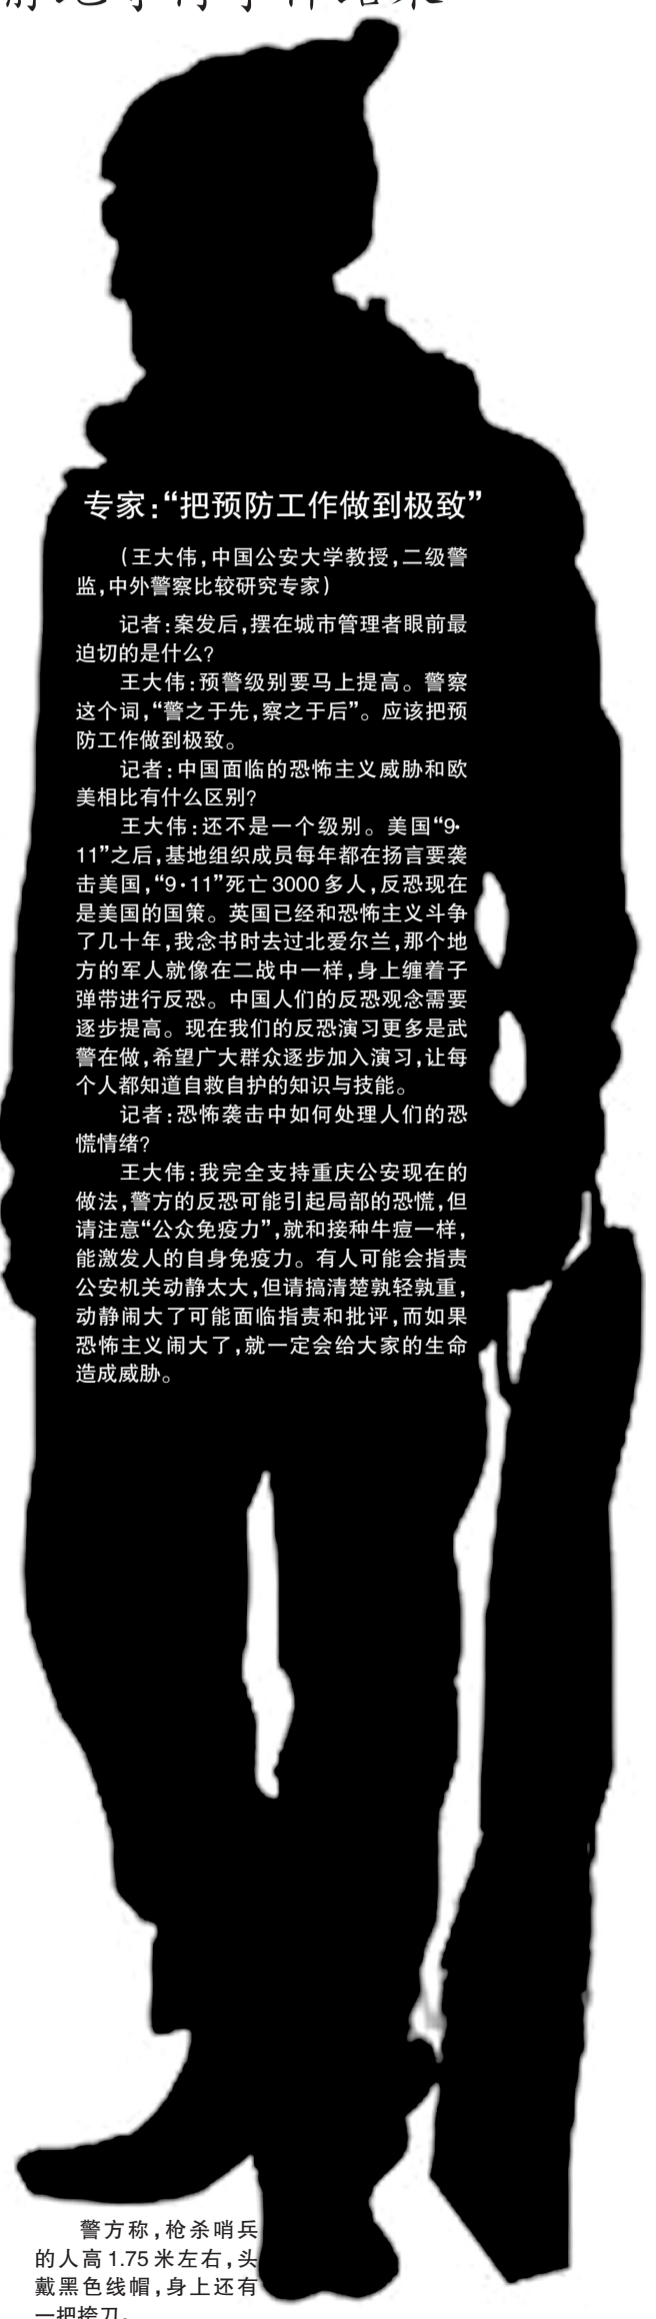 专家：“把预防工作做到极致”
（王大伟，中国公安大学教授，二级警
监，中外警察比较研究专家）
记者：案发后，摆在城市管理者眼前最
迫切的是什么？
王大伟：预警级别要马上提高。警察
这个词，“警之于先，察之于后”。应该把预
防工作做到极致。
记者：中国面临的恐怖主义威胁和欧
美相比有什么区别？
王大伟：还不是一个级别。美国“9·
11”之后，基地组织成员每年都在扬言要袭
击美国，“9·11”死亡3000多人，反恐现在
是美国的国策。英国已经和恐怖主义斗争
了几十年，我念书时去过北爱尔兰，那个地
方的军人就像在二战中一样，身上缠着子
弹带进行反恐。中国人们的反恐观念需要
逐步提高。现在我们的反恐演习更多是武
警在做，希望广大群众逐步加入演习，让每
个人都知道自救自护的知识与技能。
记者：恐怖袭击中如何处理人们的恐
慌情绪？
王大伟：我完全支持重庆公安现在的
做法，警方的反恐可能引起局部的恐慌，但
请注意“公众免疫力”，就和接种牛痘一样，
能激发人的自身免疫力。有人可能会指责
公安机关动静太大，但请搞清楚孰轻孰重，
动静闹大了可能面临指责和批评，而如果
恐怖主义闹大了，就一定会给大家的生命
造成威胁。
警方称，枪杀哨兵
的人高1.75米左右，头
戴黑色线帽，身上还有
一把挎刀。